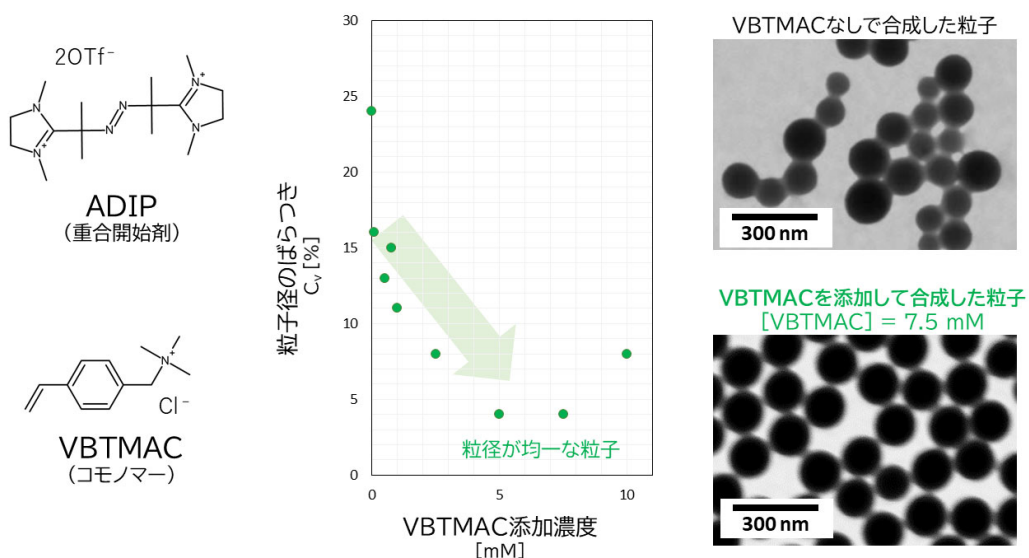 2OTf⁻
N
N⁺
N
N
N⁺
N
ADIP
(重合開始剤)
N⁺
Cl⁻
VBTMAC
(コモノマー)
粒子径のばらつき
Cᵥ [%]
30
25
20
15
10
5
0
粒径が均一な粒子
0
5
10
VBTMAC添加濃度
[mM]
VBTMACなしで合成した粒子
300 nm
VBTMACを添加して合成した粒子
[VBTMAC] = 7.5 mM
300 nm